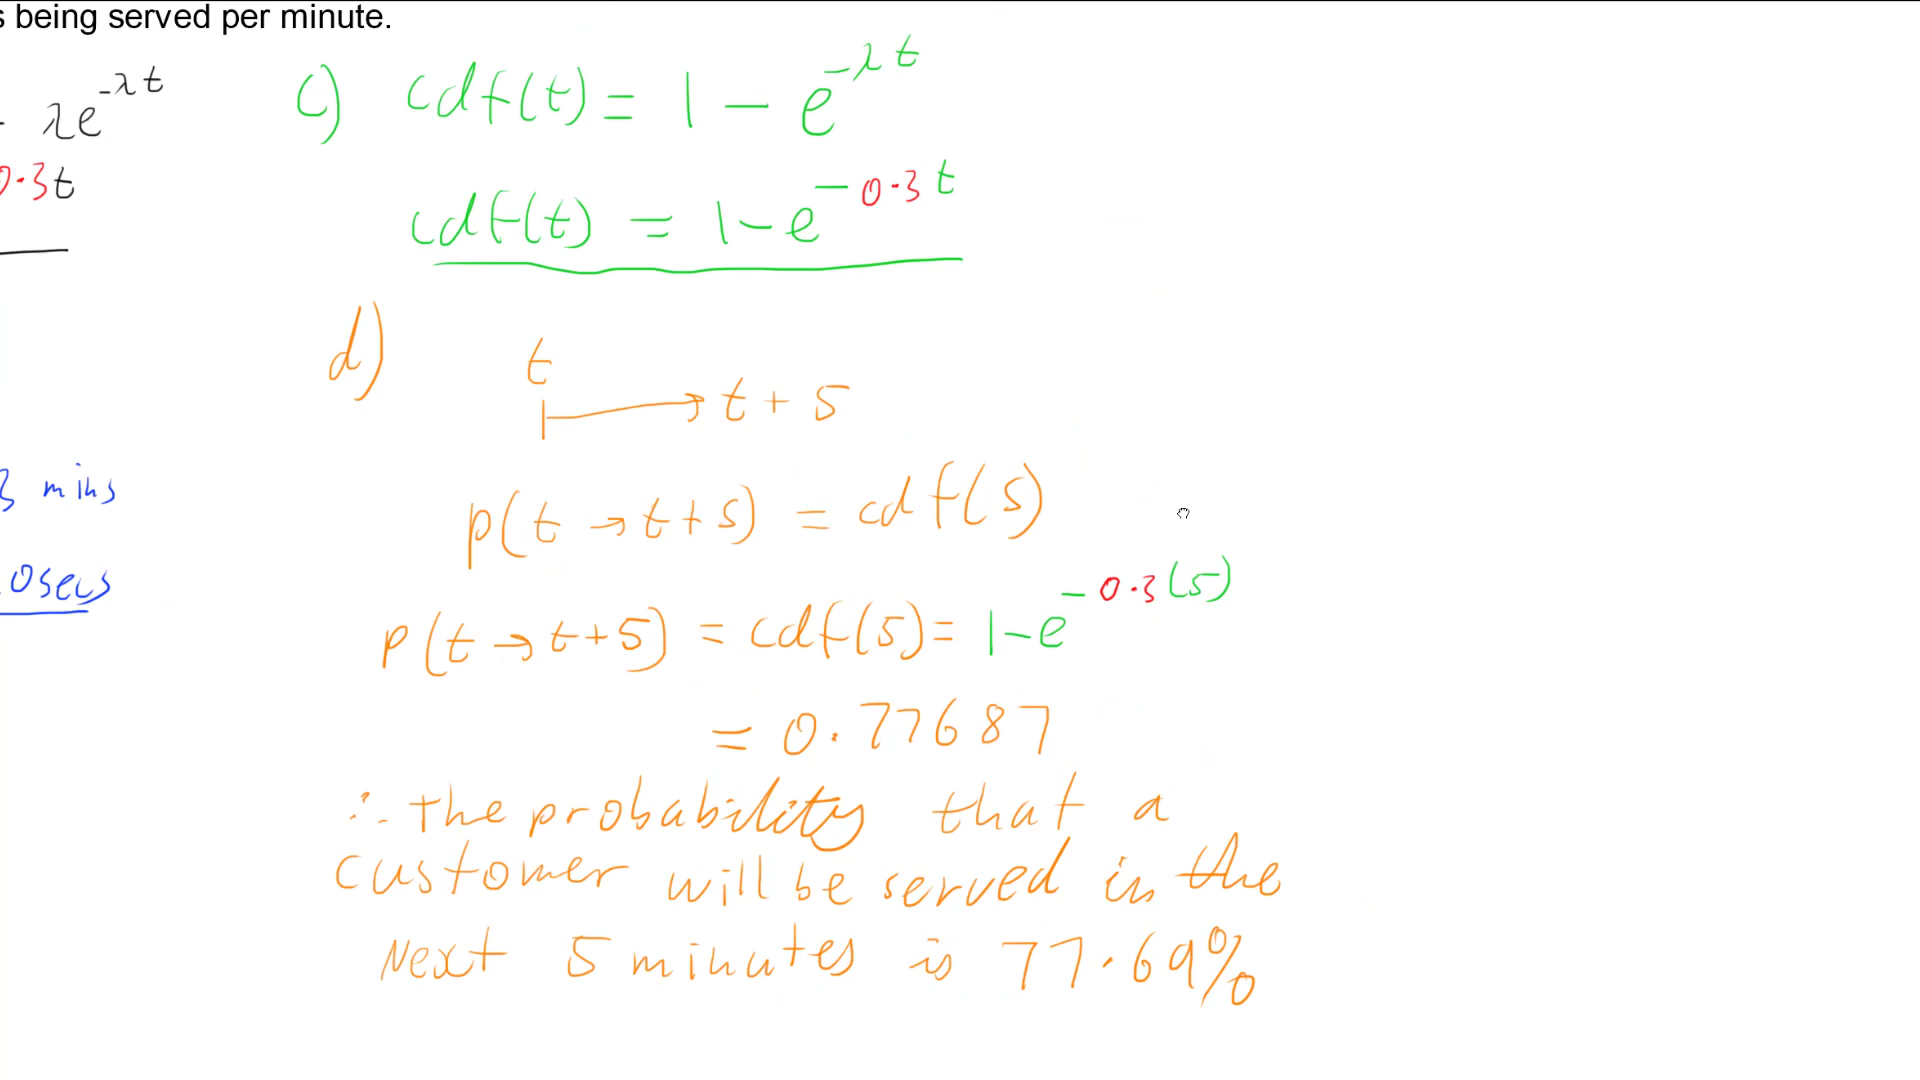 being served per minute.
λe^-λt
0.3t
3 mins
0secs
c) cdf(t) = 1 - e^-λt
cdf(t) = 1-e^-0.3t
d) t
t+5
p(t→t+5) = cdf(5)
p(t→t+5) = cdf(5) = 1-e^-0.3(5)
= 0.77687
∴ the probability that a
customer will be served in the
Next 5 minutes is 77.69%